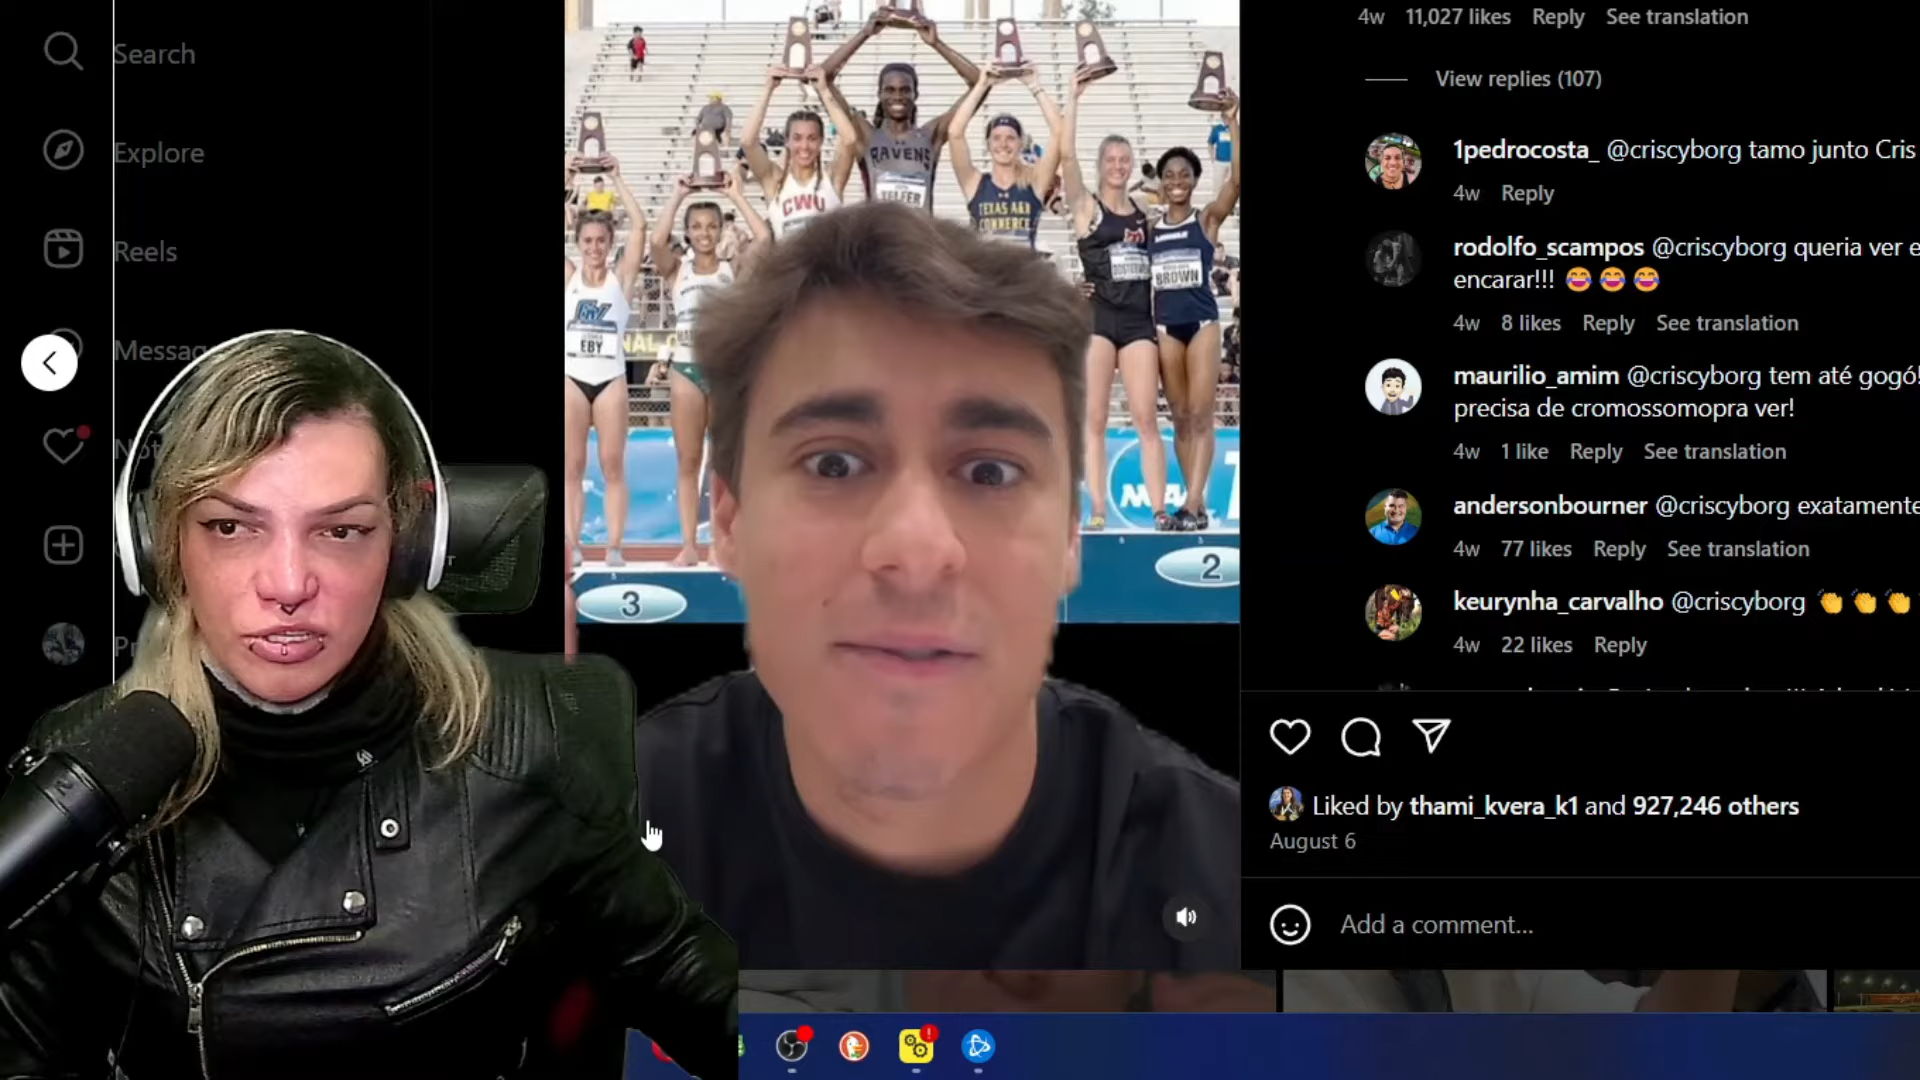 Search
Explore
Reels
Messag
Not
Pr
RAVENS
CWU
TEXAS A&M
COMMERCE
EBY
BROWN
3
2
4w 11,027 likes Reply See translation
View replies (107)
1pedrocosta_ @criscyborg tamo junto Cris
4w Reply
rodolfo_scampos @criscyborg queria ver e
encarar!!! 😂 😂 😂
4w 8 likes Reply See translation
maurilio_amim @criscyborg tem até gogó!
precisa de cromossomopra ver!
4w 1 like Reply See translation
andersonbourner @criscyborg exatamente
4w 77 likes Reply See translation
keurynha_carvalho @criscyborg 👏 👏 👏
4w 22 likes Reply
Liked by thami_kvera_k1 and 927,246 others
August 6
Add a comment...